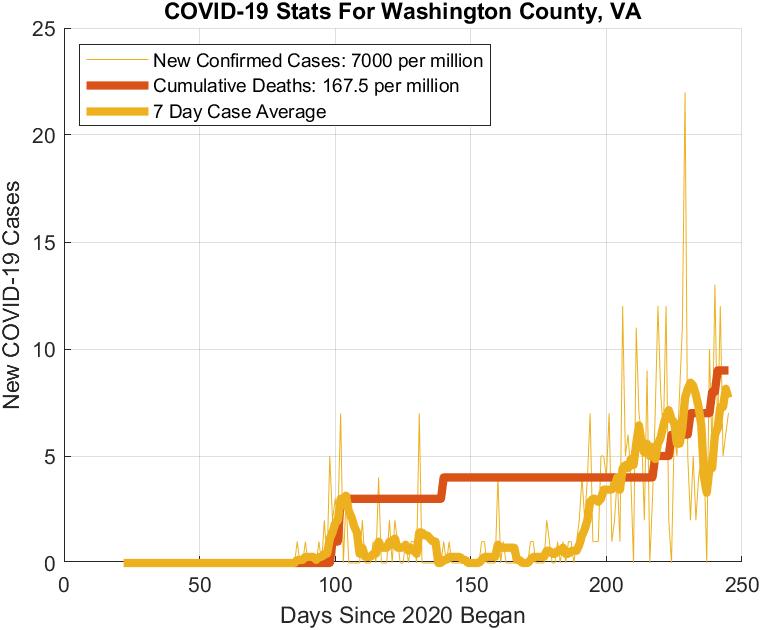 COVID-19 Stats For Washington County, VA
New Confirmed Cases: 7000 per million
Cumulative Deaths: 167.5 per million
7 Day Case Average
New COVID-19 Cases
25
20
15
10
5
0
0 50 100 150 200 250
Days Since 2020 Began